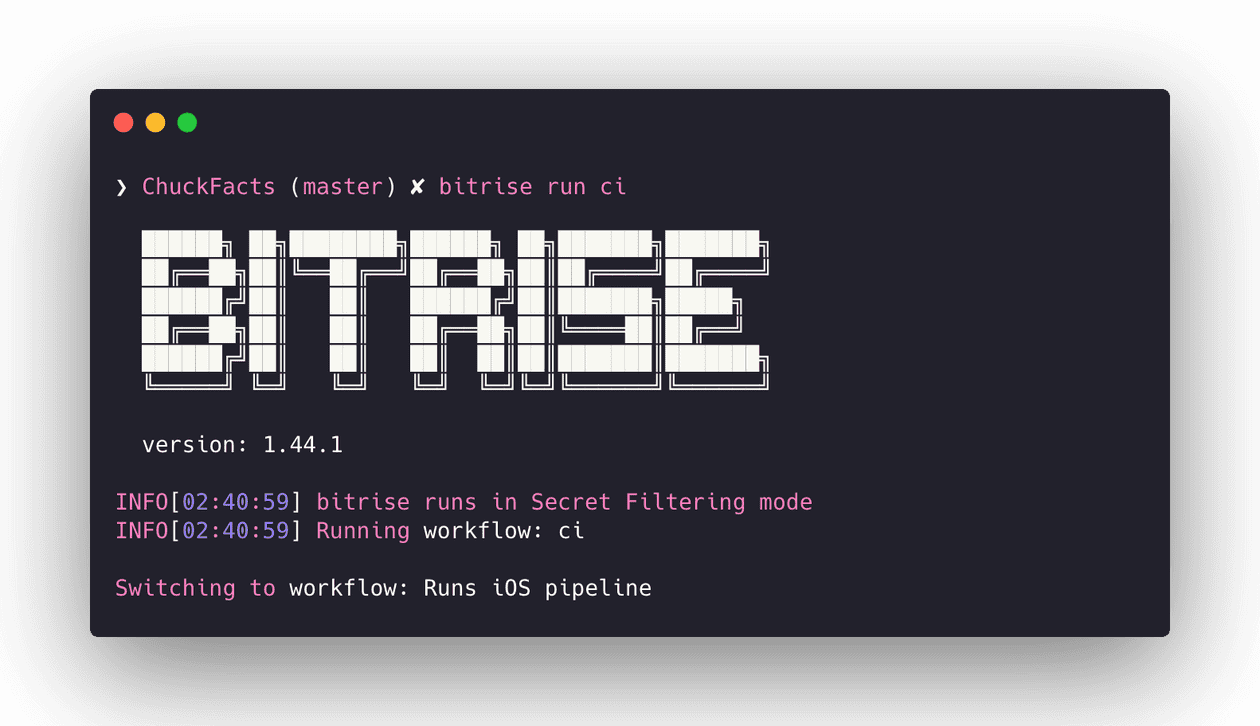 ❯ ChuckFacts (master) ✘ bitrise run ci
BITRISE
version: 1.44.1
INFO[02:40:59] bitrise runs in Secret Filtering mode
INFO[02:40:59] Running workflow: ci
Switching to workflow: Runs iOS pipeline